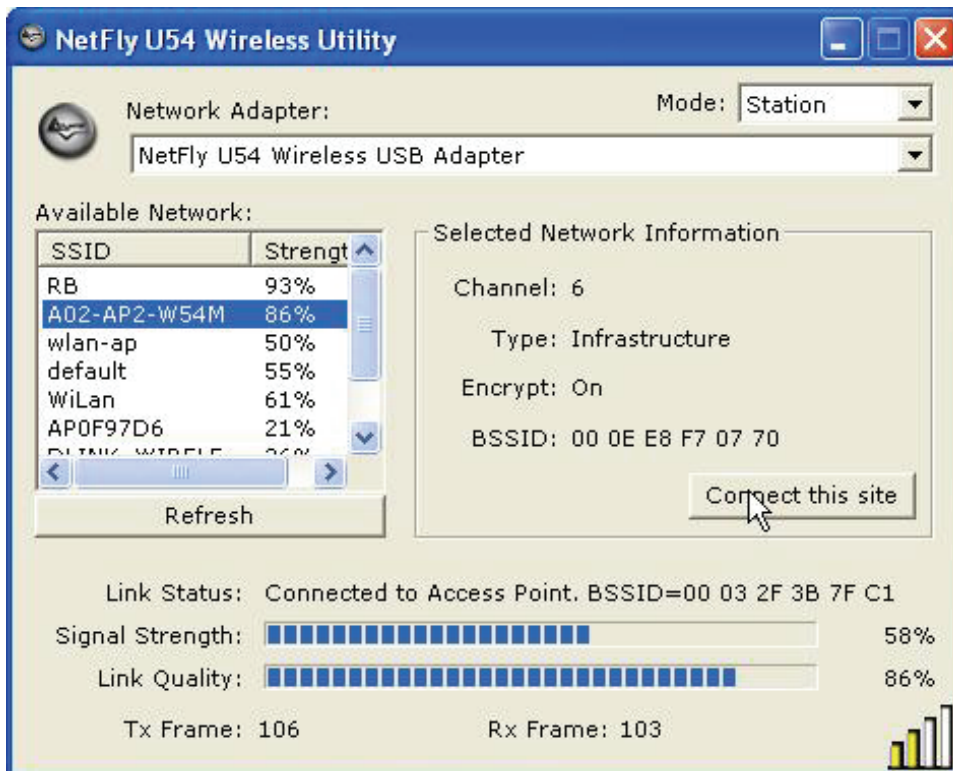 NetFly U54 Wireless Utility
Network Adapter:
Mode: Station
NetFly U54 Wireless USB Adapter
Available Network:
SSID Strengt
RB 93%
A02-AP2-W54M 86%
wlan-ap 50%
default 55%
WiLan 61%
AP0F97D6 21%
Refresh
Selected Network Information
Channel: 6
Type: Infrastructure
Encrypt: On
BSSID: 00 0E E8 F7 07 70
Connect this site
Link Status: Connected to Access Point. BSSID=00 03 2F 3B 7F C1
Signal Strength: 58%
Link Quality: 86%
Tx Frame: 106 Rx Frame: 103